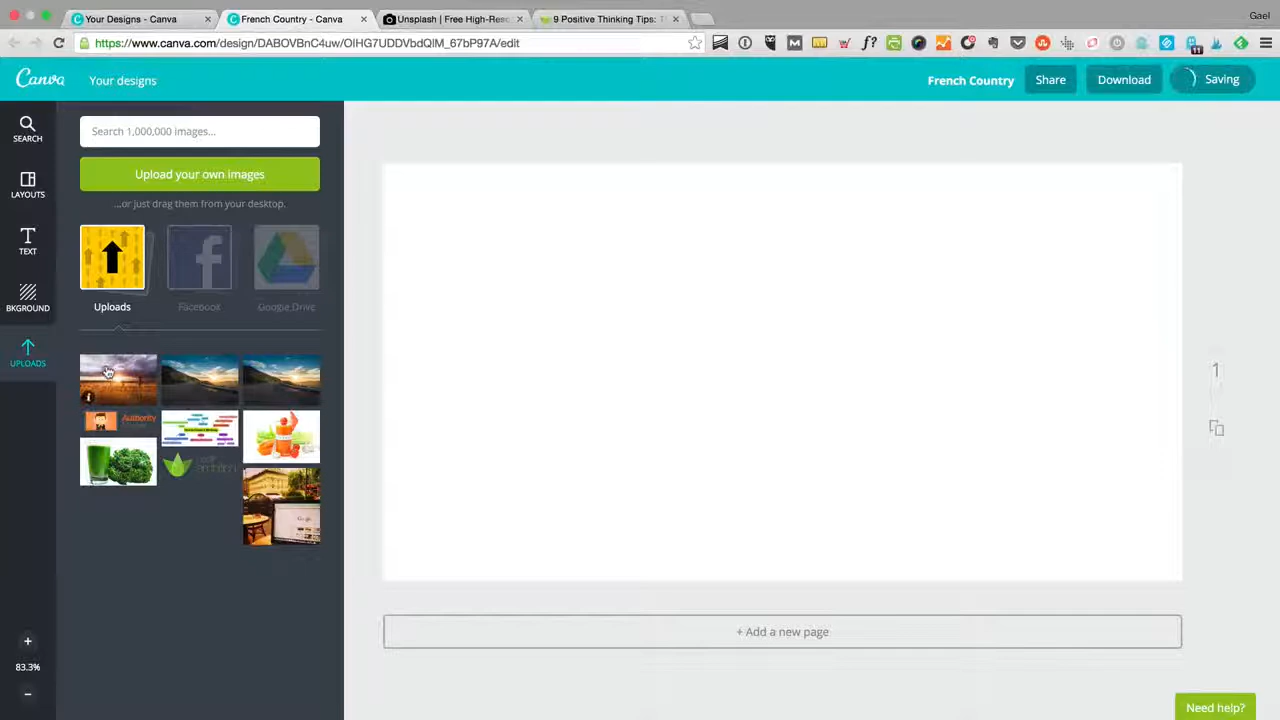 Your Designs - Canva
French Country - Canva
Unsplash | Free High-Res
9 Positive Thinking Tips: T
Gael
https://www.canva.com/design/DABOVBnC4uw/OIHG7UDDVbdQIM_67bP97A/edit
Canva
Your designs
French Country
Share
Download
Saving
SEARCH
LAYOUTS
TEXT
BKGROUND
UPLOADS
Search 1,000,000 images...
Upload your own images
...or just drag them from your desktop.
Uploads
Facebook
Google Drive
Authority
Google
1
+ Add a new page
+
83.3%
-
Need help?